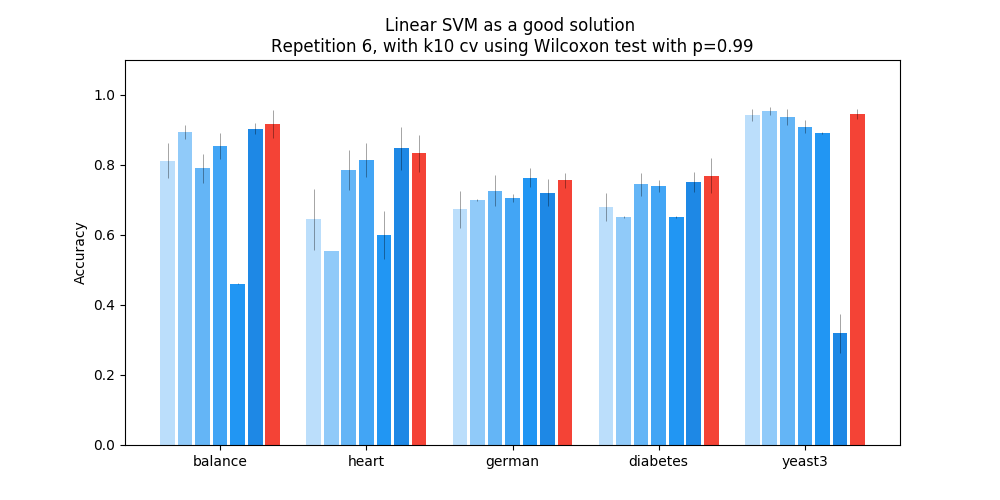 Linear SVM as a good solution
Repetition 6, with k10 cv using Wilcoxon test with p=0.99
Accuracy
1.0
0.8
0.6
0.4
0.2
0.0
balance heart german diabetes yeast3